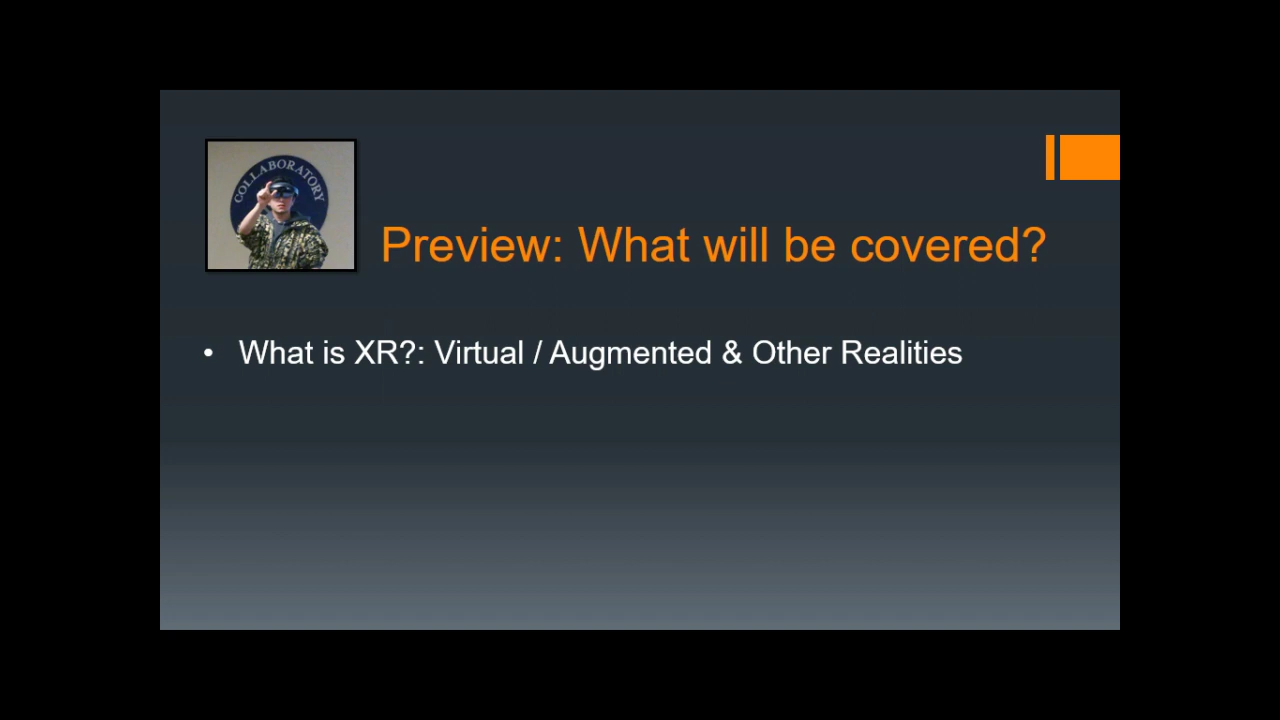 COLLABORATORY
Preview: What will be covered?
• What is XR?: Virtual / Augmented & Other Realities